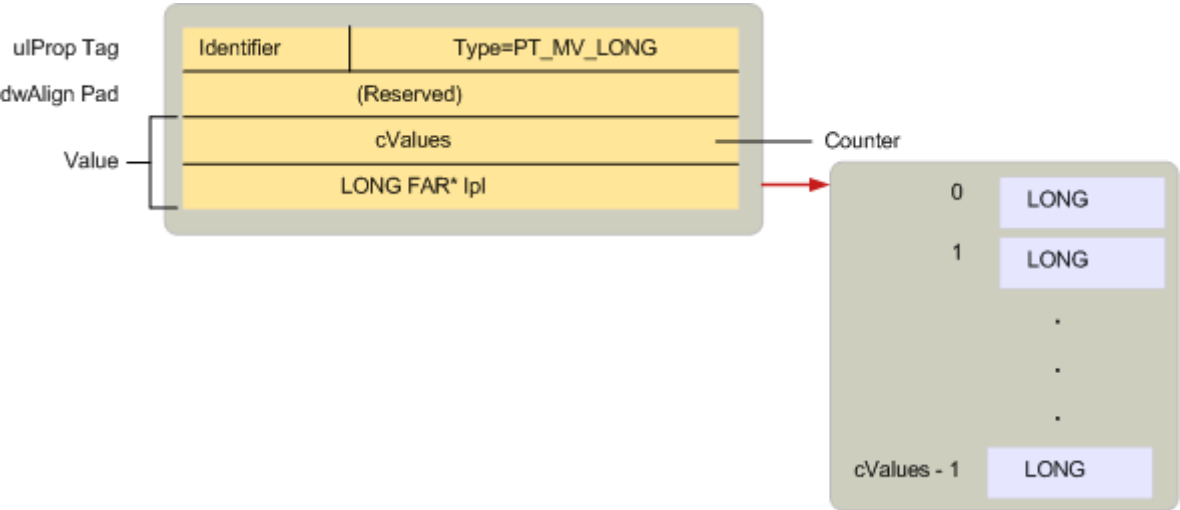 ulProp Tag Identifier Type=PT_MV_LONG
dwAlign Pad (Reserved)
cValues Counter
Value
LONG FAR* lpl
0 LONG
1 LONG
.
.
.
cValues - 1 LONG